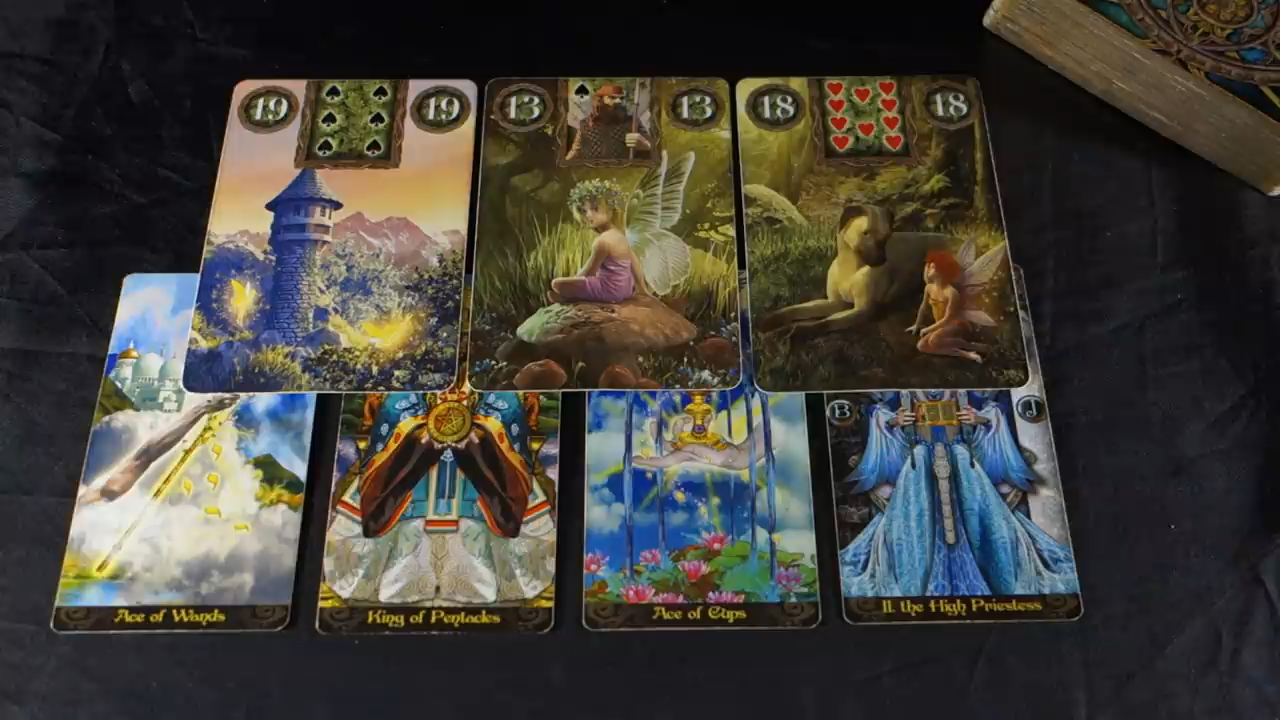 19 19
13 13
18 18
B J
Ace of Wands
King of Pentacles
Ace of Cups
II. the High Priestess